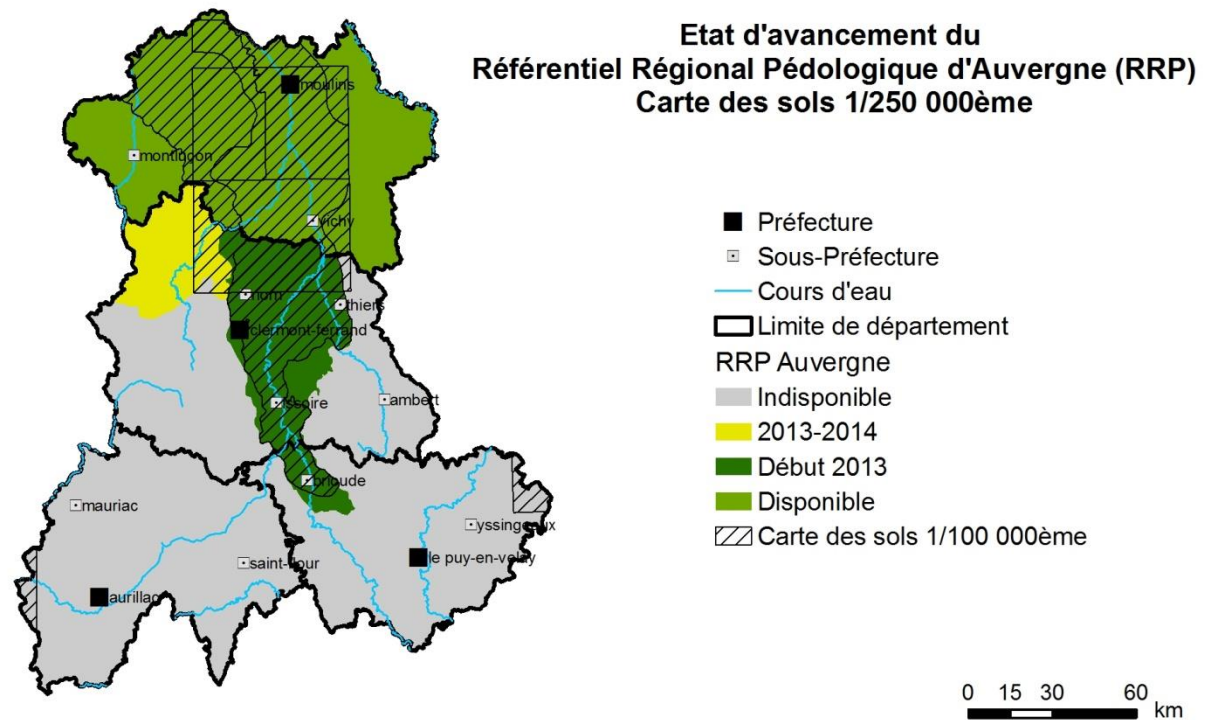 Etat d'avancement du
Référentiel Régional Pédologique d'Auvergne (RRP)
Carte des sols 1/250 000ème
moulins
montluçon
vichy
riom
thiers
clermont-ferrand
issoire
ambert
brioude
mauriac
yssingeaux
saint-flour
le puy-en-velay
aurillac
Préfecture
Sous-Préfecture
Cours d'eau
Limite de département
RRP Auvergne
Indisponible
2013-2014
Début 2013
Disponible
Carte des sols 1/100 000ème
0 15 30 60
km